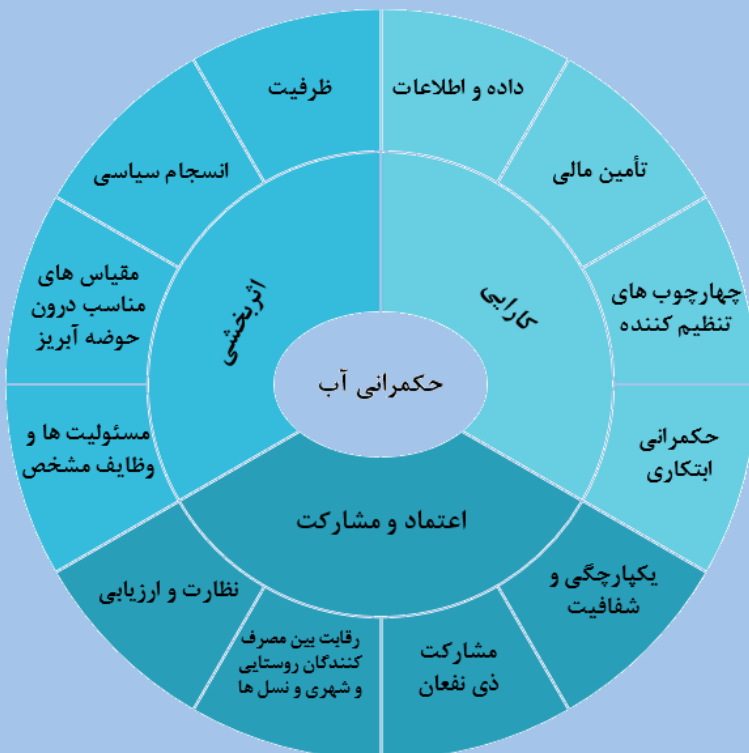 ظرفیت
داده و اطلاعات
انسجام سیاسی
تأمین مالی
مقیاس های
مناسب درون
حوضه آبریز
چهارچوب های
تنظیم کننده
اثربخشی
کارایی
حکمرانی آب
مسئولیت ها و
وظایف مشخص
حکمرانی
ابتکاری
اعتماد و مشارکت
نظارت و ارزیابی
یکپارچگی و
شفافیت
رقابت بین مصرف
کنندگان روستایی
و شهری و نسل ها
مشارکت
ذی نفعان